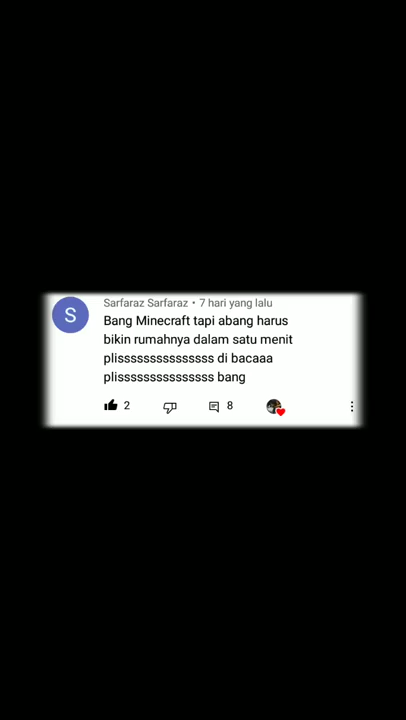 S
Sarfaraz Sarfaraz • 7 hari yang lalu
Bang Minecraft tapi abang harus
bikin rumahnya dalam satu menit
plisssssssssssssss di bacaaa
plisssssssssssssss bang
2 8